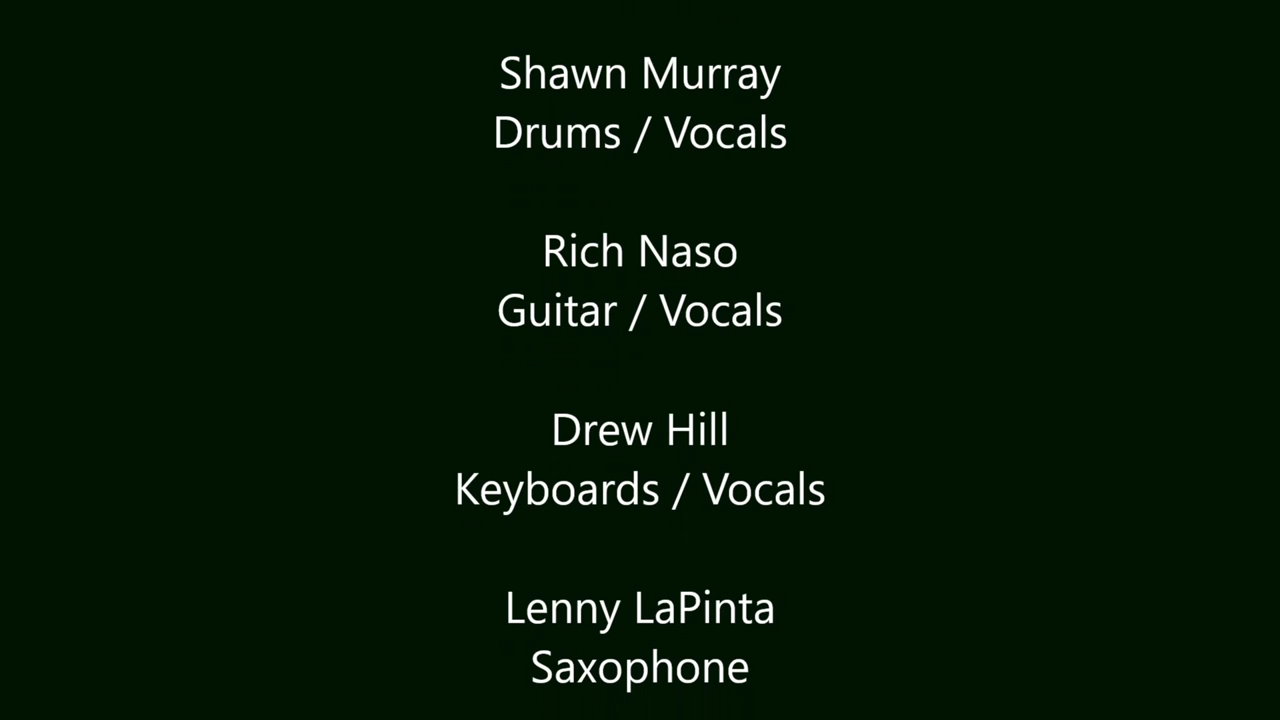 Shawn Murray
Drums / Vocals
Rich Naso
Guitar / Vocals
Drew Hill
Keyboards / Vocals
Lenny LaPinta
Saxophone